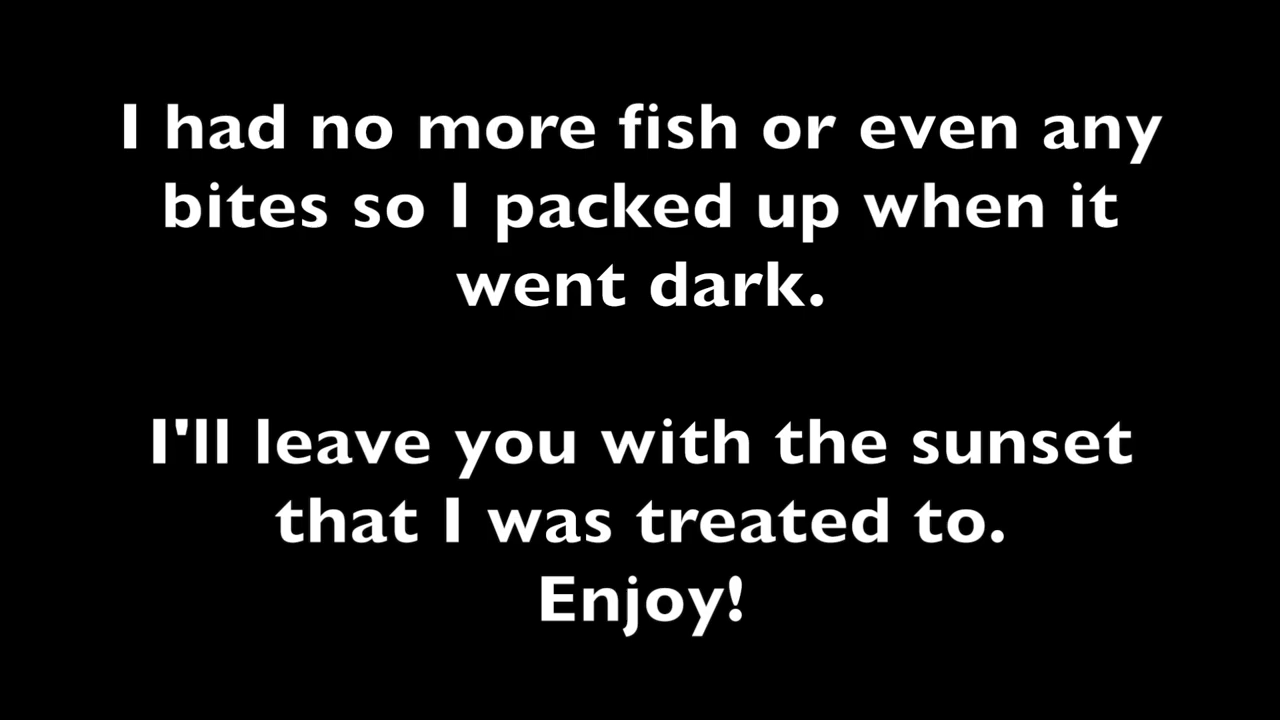 I had no more fish or even any
bites so I packed up when it
went dark.
I'll leave you with the sunset
that I was treated to.
Enjoy!